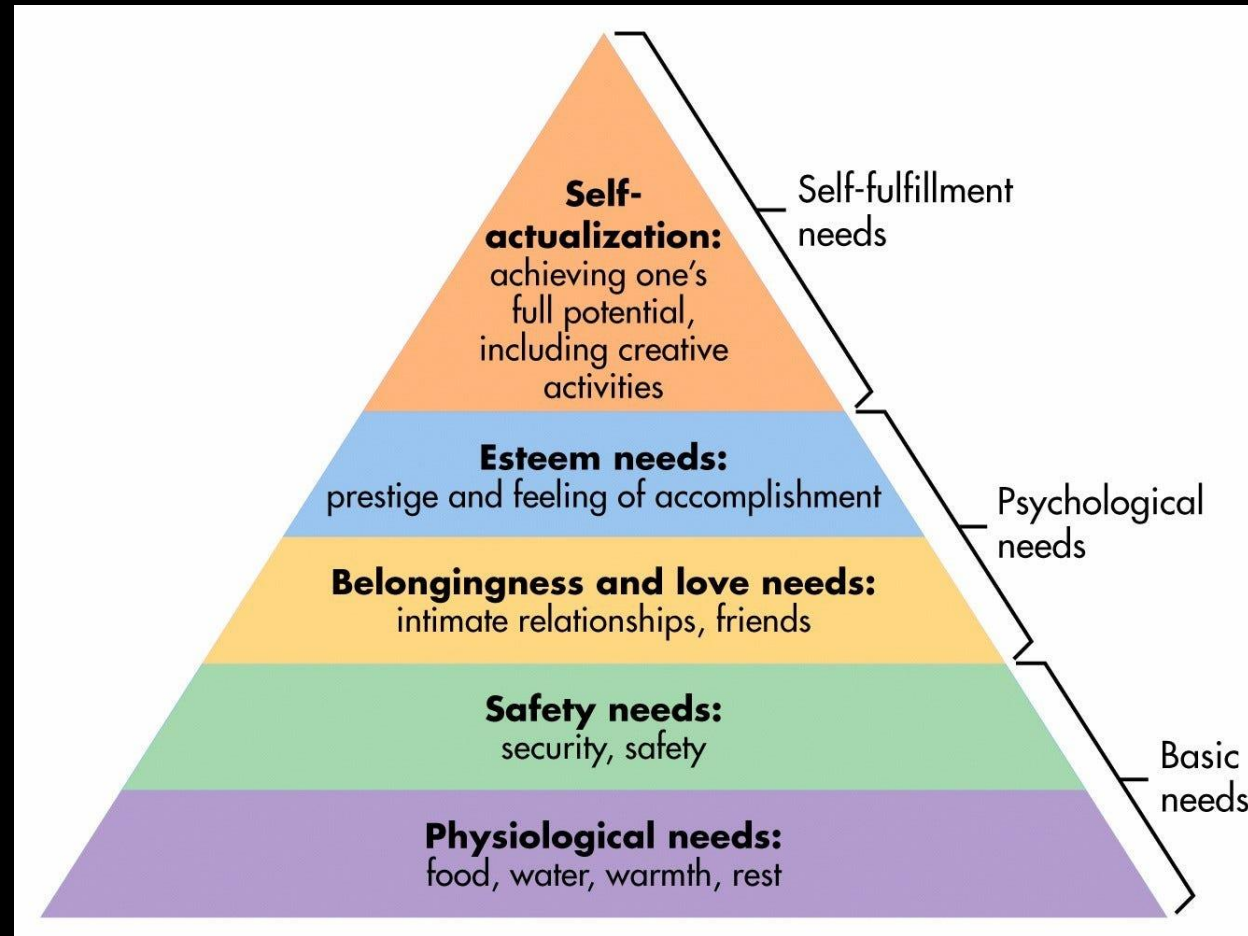 Self-
actualization:
achieving one's
full potential,
including creative
activities
Self-fulfillment
needs
Esteem needs:
prestige and feeling of accomplishment
Psychological
needs
Belongingness and love needs:
intimate relationships, friends
Safety needs:
security, safety
Basic
needs
Physiological needs:
food, water, warmth, rest